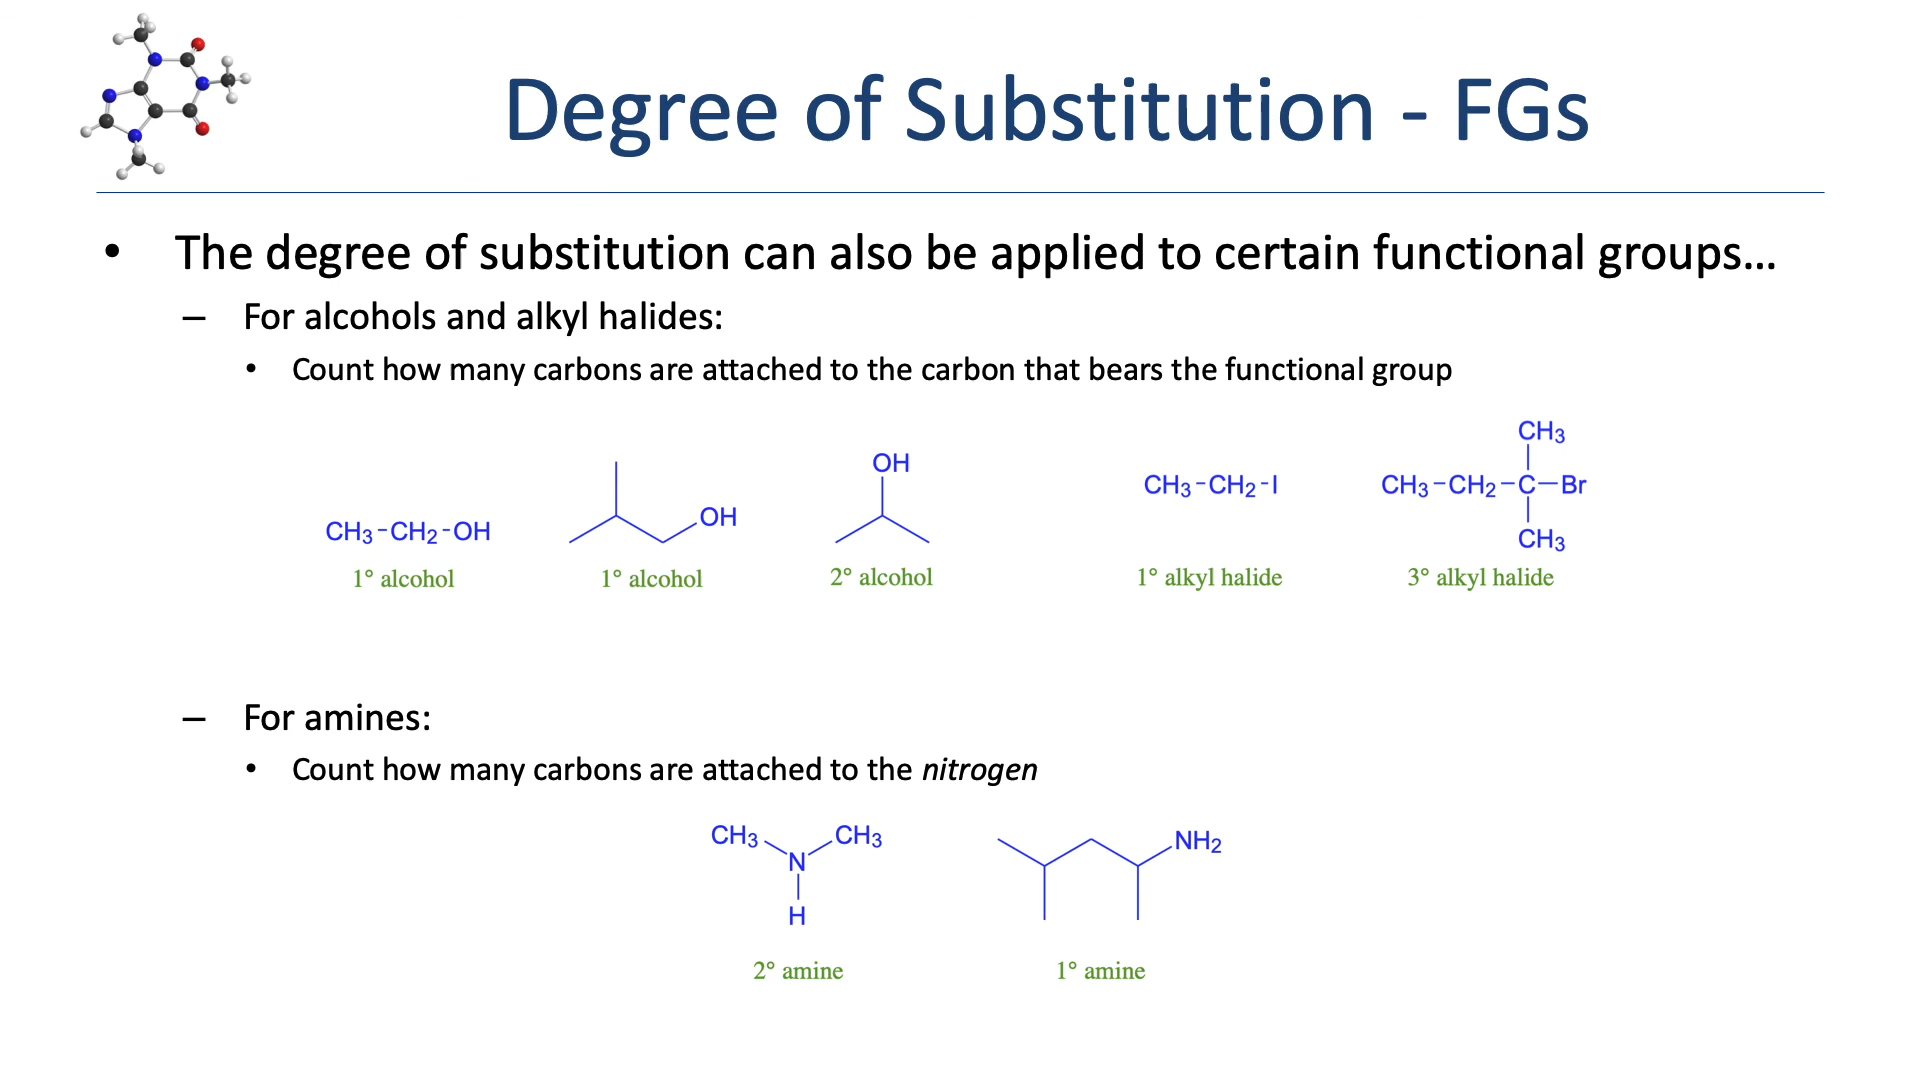 Degree of Substitution - FGs
• The degree of substitution can also be applied to certain functional groups...
– For alcohols and alkyl halides:
• Count how many carbons are attached to the carbon that bears the functional group
CH3
OH
CH3-CH2-I
CH3-CH2-C-Br
OH
CH3-CH2-OH
CH3
1° alcohol
1° alcohol
2° alcohol
1° alkyl halide
3° alkyl halide
– For amines:
• Count how many carbons are attached to the nitrogen
CH3
CH3
N
H
NH2
2° amine
1° amine